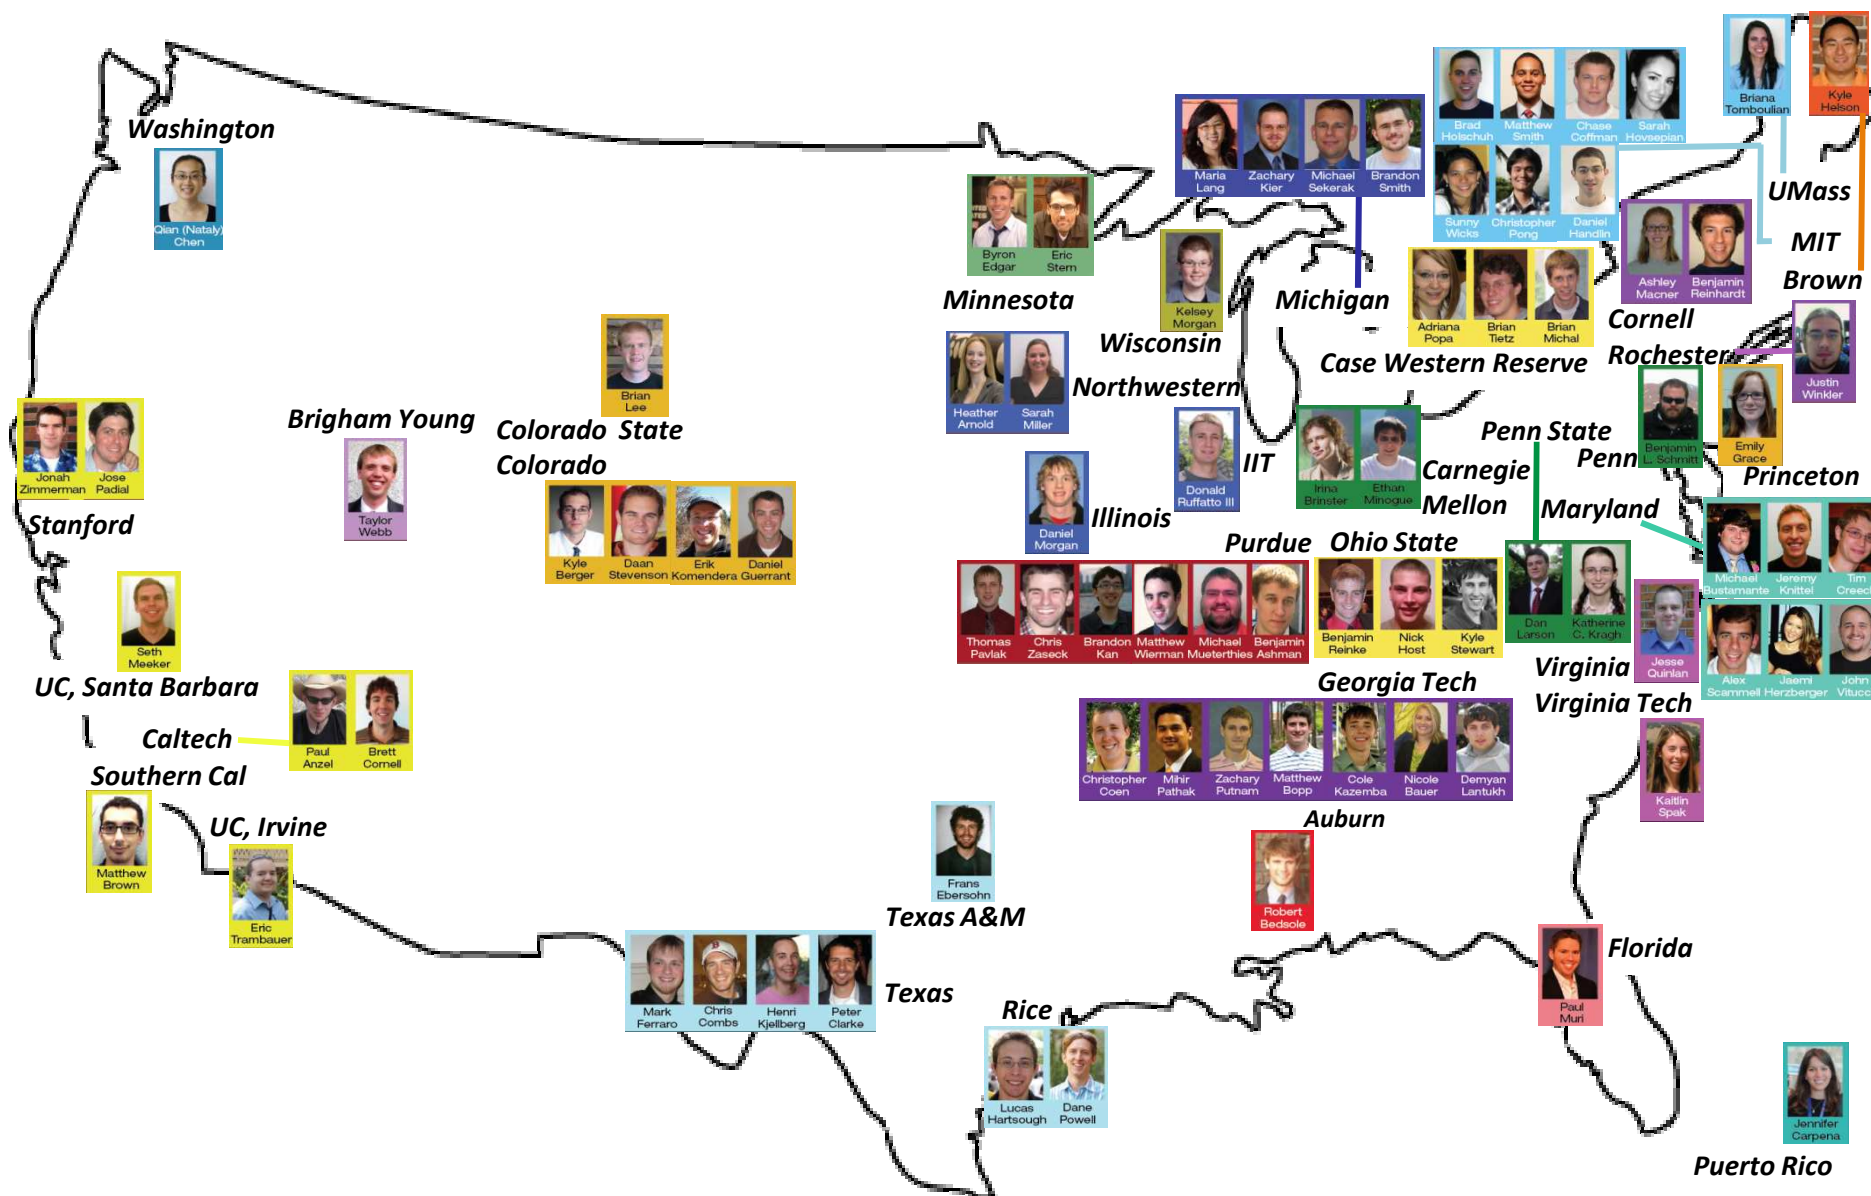 Washington
Qian (Nataly)
Chen
Stanford
Jonah
Zimmerman
Jose
Padial
Seth
Meeker
UC, Santa Barbara
Caltech
Paul
Anzel
Brett
Cornell
Southern Cal
Matthew
Brown
UC, Irvine
Eric
Trambauer
Brigham Young
Taylor
Webb
Brian
Lee
Colorado State
Colorado
Kyle
Berger
Daan
Stevenson
Erik
Komendera
Daniel
Guerrant
Frans
Ebersohn
Texas A&M
Mark
Ferraro
Chris
Combs
Henri
Kjellberg
Peter
Clarke
Texas
Rice
Lucas
Hartsough
Dane
Powell
Byron
Edgar
Eric
Stern
Minnesota
Kelsey
Morgan
Wisconsin
Heather
Arnold
Sarah
Miller
Northwestern
Donald
Ruffatto III
IIT
Daniel
Morgan
Illinois
Maria
Lang
Zachary
Kier
Michael
Sekerak
Brandon
Smith
Michigan
Purdue
Thomas
Pavlak
Chris
Zaseck
Brandon
Kan
Matthew
Wierman
Michael
Mueterthies
Benjamin
Ashman
Ohio State
Benjamin
Reinke
Nick
Host
Kyle
Stewart
Adriana
Popa
Brian
Tietz
Brian
Michal
Case Western Reserve
Irina
Brinster
Ethan
Minogue
Carnegie
Mellon
Georgia Tech
Christopher
Coen
Mihir
Pathak
Zachary
Putnam
Matthew
Bopp
Cole
Kazemba
Nicole
Bauer
Demyan
Lantukh
Auburn
Robert
Bedsole
Paul
Muri
Florida
Jennifer
Carpena
Puerto Rico
Brad
Holschuh
Matthew
Smith
Chase
Coffman
Sarah
Hovsepian
Sunny
Wicks
Christopher
Pong
Daniel
Handlin
MIT
Briana
Tomboulian
UMass
Kyle
Helson
Brown
Ashley
Macner
Benjamin
Reinhardt
Cornell
Rochester
Justin
Winkler
Penn State
Dan
Larson
Katherine
C. Kragh
Penn
Benjamin
L. Schmitt
Emily
Grace
Princeton
Maryland
Michael
Bustamante
Jeremy
Knittel
Tim
Creech
Alex
Scammell
Jaemi
Herzberger
John
Vitucci
Virginia
Jesse
Quinlan
Virginia Tech
Kaitlin
Spak